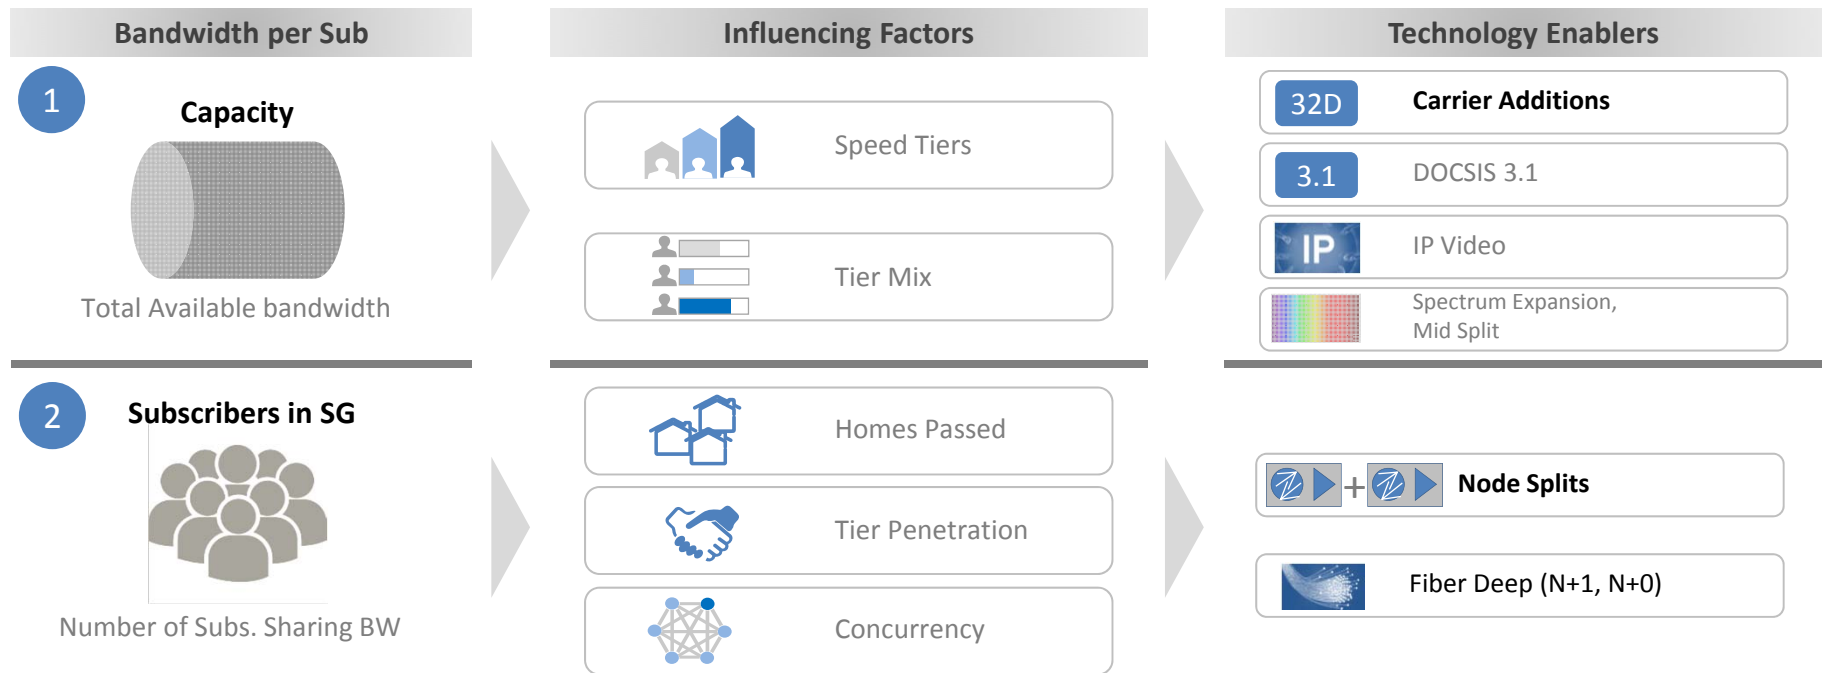 Bandwidth per Sub
Influencing Factors
Technology Enablers
1
Capacity
Total Available bandwidth
Speed Tiers
Tier Mix
32D
Carrier Additions
3.1
DOCSIS 3.1
IP
IP Video
Spectrum Expansion,
Mid Split
2
Subscribers in SG
Number of Subs. Sharing BW
Homes Passed
Tier Penetration
Concurrency
+
Node Splits
Fiber Deep (N+1, N+0)